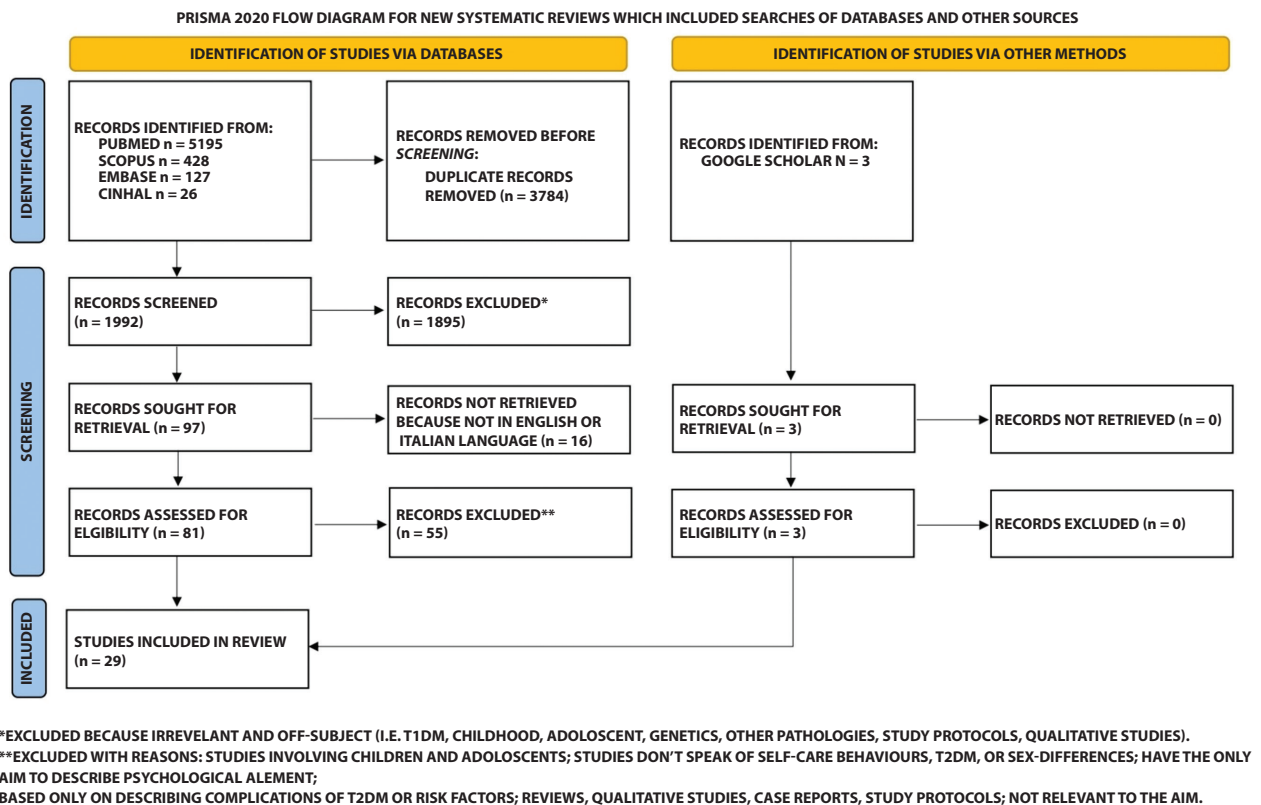 PRISMA 2020 FLOW DIAGRAM FOR NEW SYSTEMATIC REVIEWS WHICH INCLUDED SEARCHES OF DATABASES AND OTHER SOURCES
IDENTIFICATION OF STUDIES VIA DATABASES
IDENTIFICATION OF STUDIES VIA OTHER METHODS
IDENTIFICATION
RECORDS IDENTIFIED FROM:
PUBMED n = 5195
SCOPUS n = 428
EMBASE n = 127
CINHAL n = 26
RECORDS REMOVED BEFORE
SCREENING:
DUPLICATE RECORDS
REMOVED (n = 3784)
RECORDS IDENTIFIED FROM:
GOOGLE SCHOLAR N = 3
SCREENING
RECORDS SCREENED
(n = 1992)
RECORDS EXCLUDED*
(n = 1895)
RECORDS SOUGHT FOR
RETRIEVAL (n = 97)
RECORDS NOT RETRIEVED
BECAUSE NOT IN ENGLISH OR
ITALIAN LANGUAGE (n = 16)
RECORDS SOUGHT FOR
RETRIEVAL (n = 3)
RECORDS NOT RETRIEVED (n = 0)
RECORDS ASSESSED FOR
ELGIBILITY (n = 81)
RECORDS EXCLUDED**
(n = 55)
RECORDS ASSESSED FOR
ELIGIBILITY (n = 3)
RECORDS EXCLUDED (n = 0)
INCLUDED
STUDIES INCLUDED IN REVIEW
(n = 29)
*EXCLUDED BECAUSE IRREVELANT AND OFF-SUBJECT (I.E. T1DM, CHILDHOOD, ADOLOSCENT, GENETICS, OTHER PATHOLOGIES, STUDY PROTOCOLS, QUALITATIVE STUDIES).
**EXCLUDED WITH REASONS: STUDIES INVOLVING CHILDREN AND ADOLOSCENTS; STUDIES DON'T SPEAK OF SELF-CARE BEHAVIOURS, T2DM, OR SEX-DIFFERENCES; HAVE THE ONLY
AIM TO DESCRIBE PSYCHOLOGICAL ALEMENT;
BASED ONLY ON DESCRIBING COMPLICATIONS OF T2DM OR RISK FACTORS; REVIEWS, QUALITATIVE STUDIES, CASE REPORTS, STUDY PROTOCOLS; NOT RELEVANT TO THE AIM.